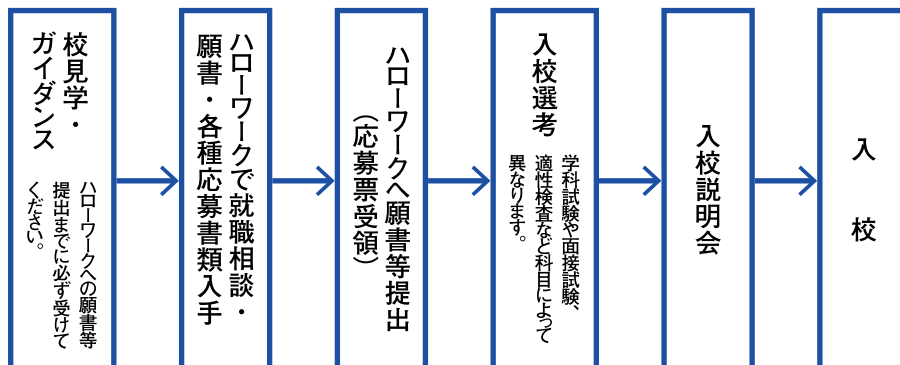 校見学・
ガイダンス
ハローワークへの願書等
提出までに必ず受けて
ください。
ハローワークで就職相談・
願書・各種応募書類入手
ハローワークへ願書等提出
（応募票受領）
入校選考
学科試験や面接試験、
適性検査など科目によって
異なります。
入校説明会
入校